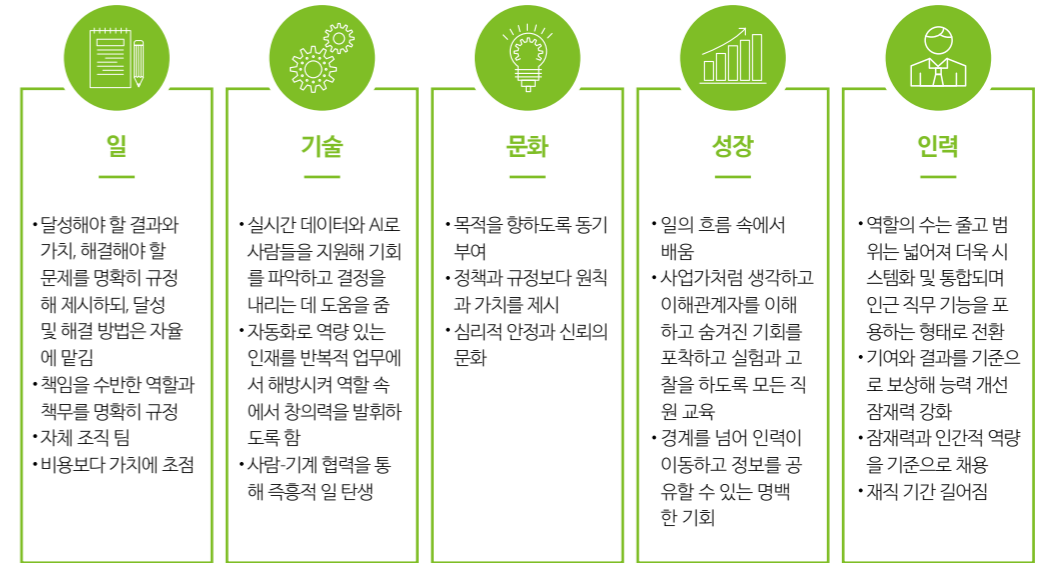 일
• 달성해야 할 결과와
가치, 해결해야 할
문제를 명확히 규정
해 제시하되, 달성
및 해결 방법은 자율
에 맡김
• 책임을 수반한 역할과
책무를 명확히 규정
• 자체 조직 팀
• 비용보다 가치에 초점
기술
• 실시간 데이터와 AI로
사람들을 지원해 기회
를 파악하고 결정을
내리는 데 도움을 줌
• 자동화로 역량 있는
인재를 반복적 업무에
서 해방시켜 역할 속
에서 창의력을 발휘하
도록 함
• 사람-기계 협력을 통
해 즉흥적 일 탄생
문화
• 목적을 향하도록 동기
부여
• 정책과 규정보다 원칙
과 가치를 제시
• 심리적 안정과 신뢰의
문화
성장
• 일의 흐름 속에서
배움
• 사업가처럼 생각하고
이해관계자를 이해
하고 숨겨진 기회를
포착하고 실험과 고
찰을 하도록 모든 직
원 교육
• 경계를 넘어 인력이
이동하고 정보를 공
유할 수 있는 명백
한 기회
인력
• 역할의 수는 줄고 범
위는 넓어져 더욱 시
스템화 및 통합되며
인근 직무 기능을 포
용하는 형태로 전환
• 기여와 결과를 기준으
로 보상해 능력 개선
잠재력 강화
• 잠재력과 인간적 역량
을 기준으로 채용
• 재직 기간 길어짐